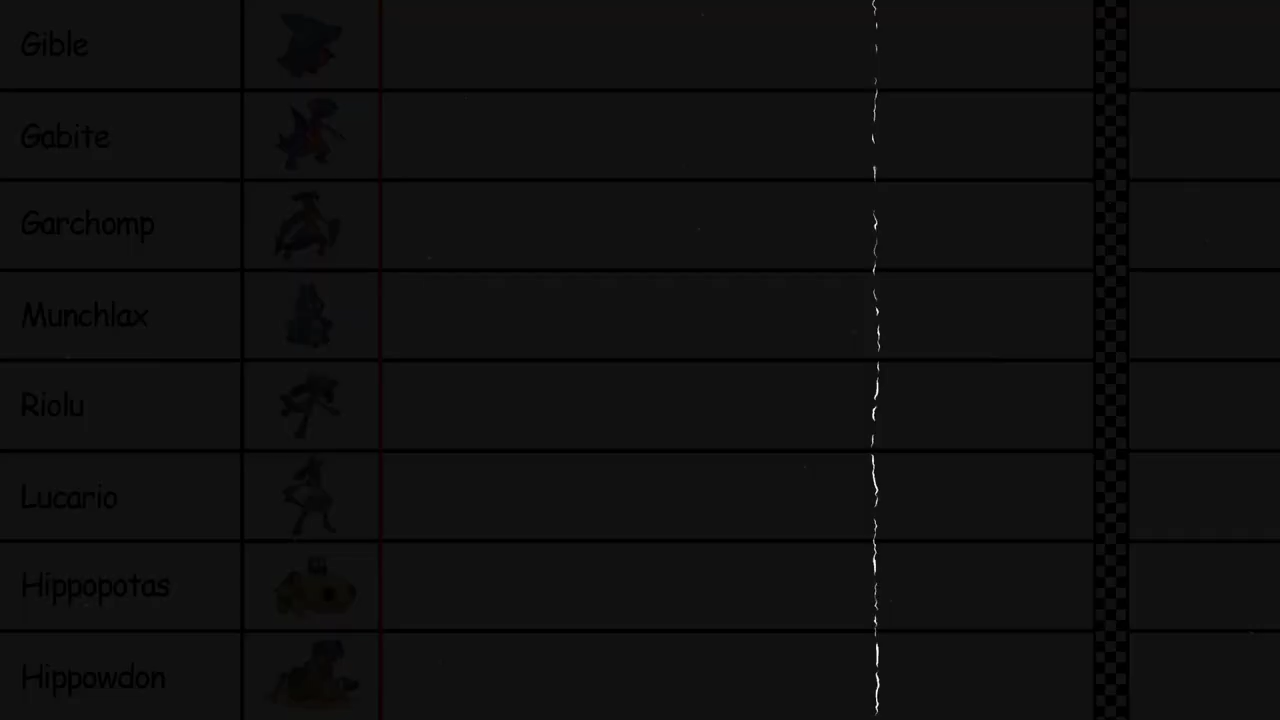 Gible
Gabite
Garchomp
Munchlax
Riolu
Lucario
Hippopotas
Hippowdon